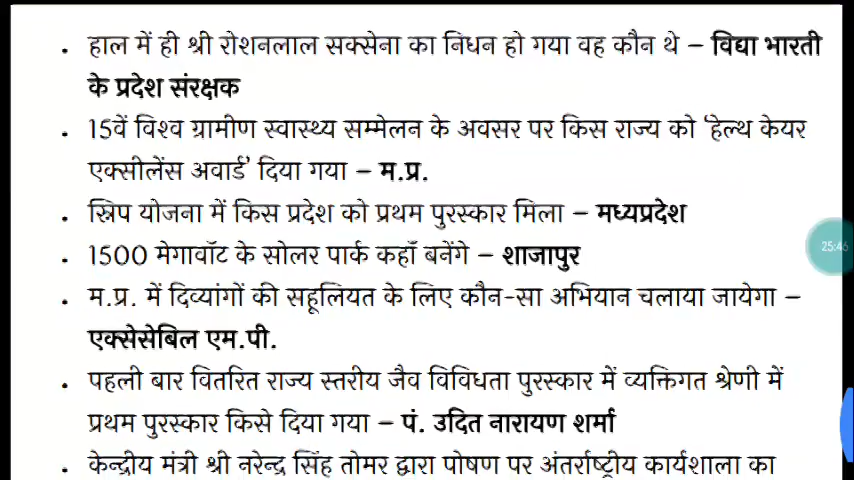 • हाल में ही श्री रोशनलाल सक्सेना का निधन हो गया वह कौन थे – विद्या भारती
के प्रदेश संरक्षक
• 15वें विश्व ग्रामीण स्वास्थ्य सम्मेलन के अवसर पर किस राज्य को ‘हेल्थ केयर
एक्सीलेंस अवार्ड’ दिया गया – म.प्र.
• स्निप योजना में किस प्रदेश को प्रथम पुरस्कार मिला – मध्यप्रदेश
• 1500 मेगावॉट के सोलर पार्क कहाँ बनेंगे – शाजापुर
25:46
• म.प्र. में दिव्यांगों की सहूलियत के लिए कौन-सा अभियान चलाया जायेगा –
एक्सेसेबिल एम.पी.
• पहली बार वितरित राज्य स्तरीय जैव विविधता पुरस्कार में व्यक्तिगत श्रेणी में
प्रथम पुरस्कार किसे दिया गया – पं. उदित नारायण शर्मा
• केन्द्रीय मंत्री श्री नरेन्द्र सिंह तोमर द्वारा पोषण पर अंतर्राष्ट्रीय कार्यशाला का